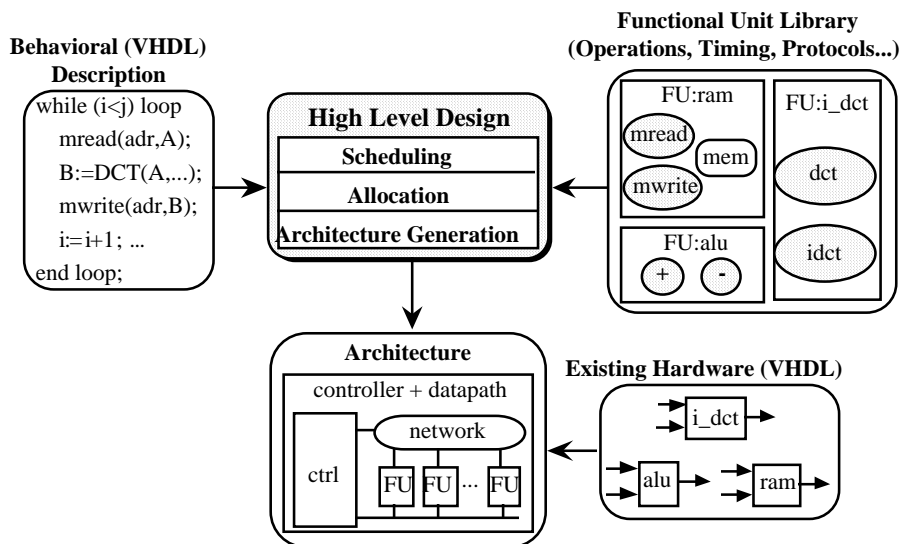 Behavioral (VHDL)
Description
while (i<j) loop
mread(adr,A);
B:=DCT(A,...);
mwrite(adr,B);
i:=i+1; ...
end loop;
High Level Design
Scheduling
Allocation
Architecture Generation
Functional Unit Library
(Operations, Timing, Protocols...)
FU:ram
mread
mem
mwrite
FU:alu
+ -
FU:i_dct
dct
idct
Architecture
controller + datapath
network
ctrl
FU FU ... FU
Existing Hardware (VHDL)
i_dct
alu
ram